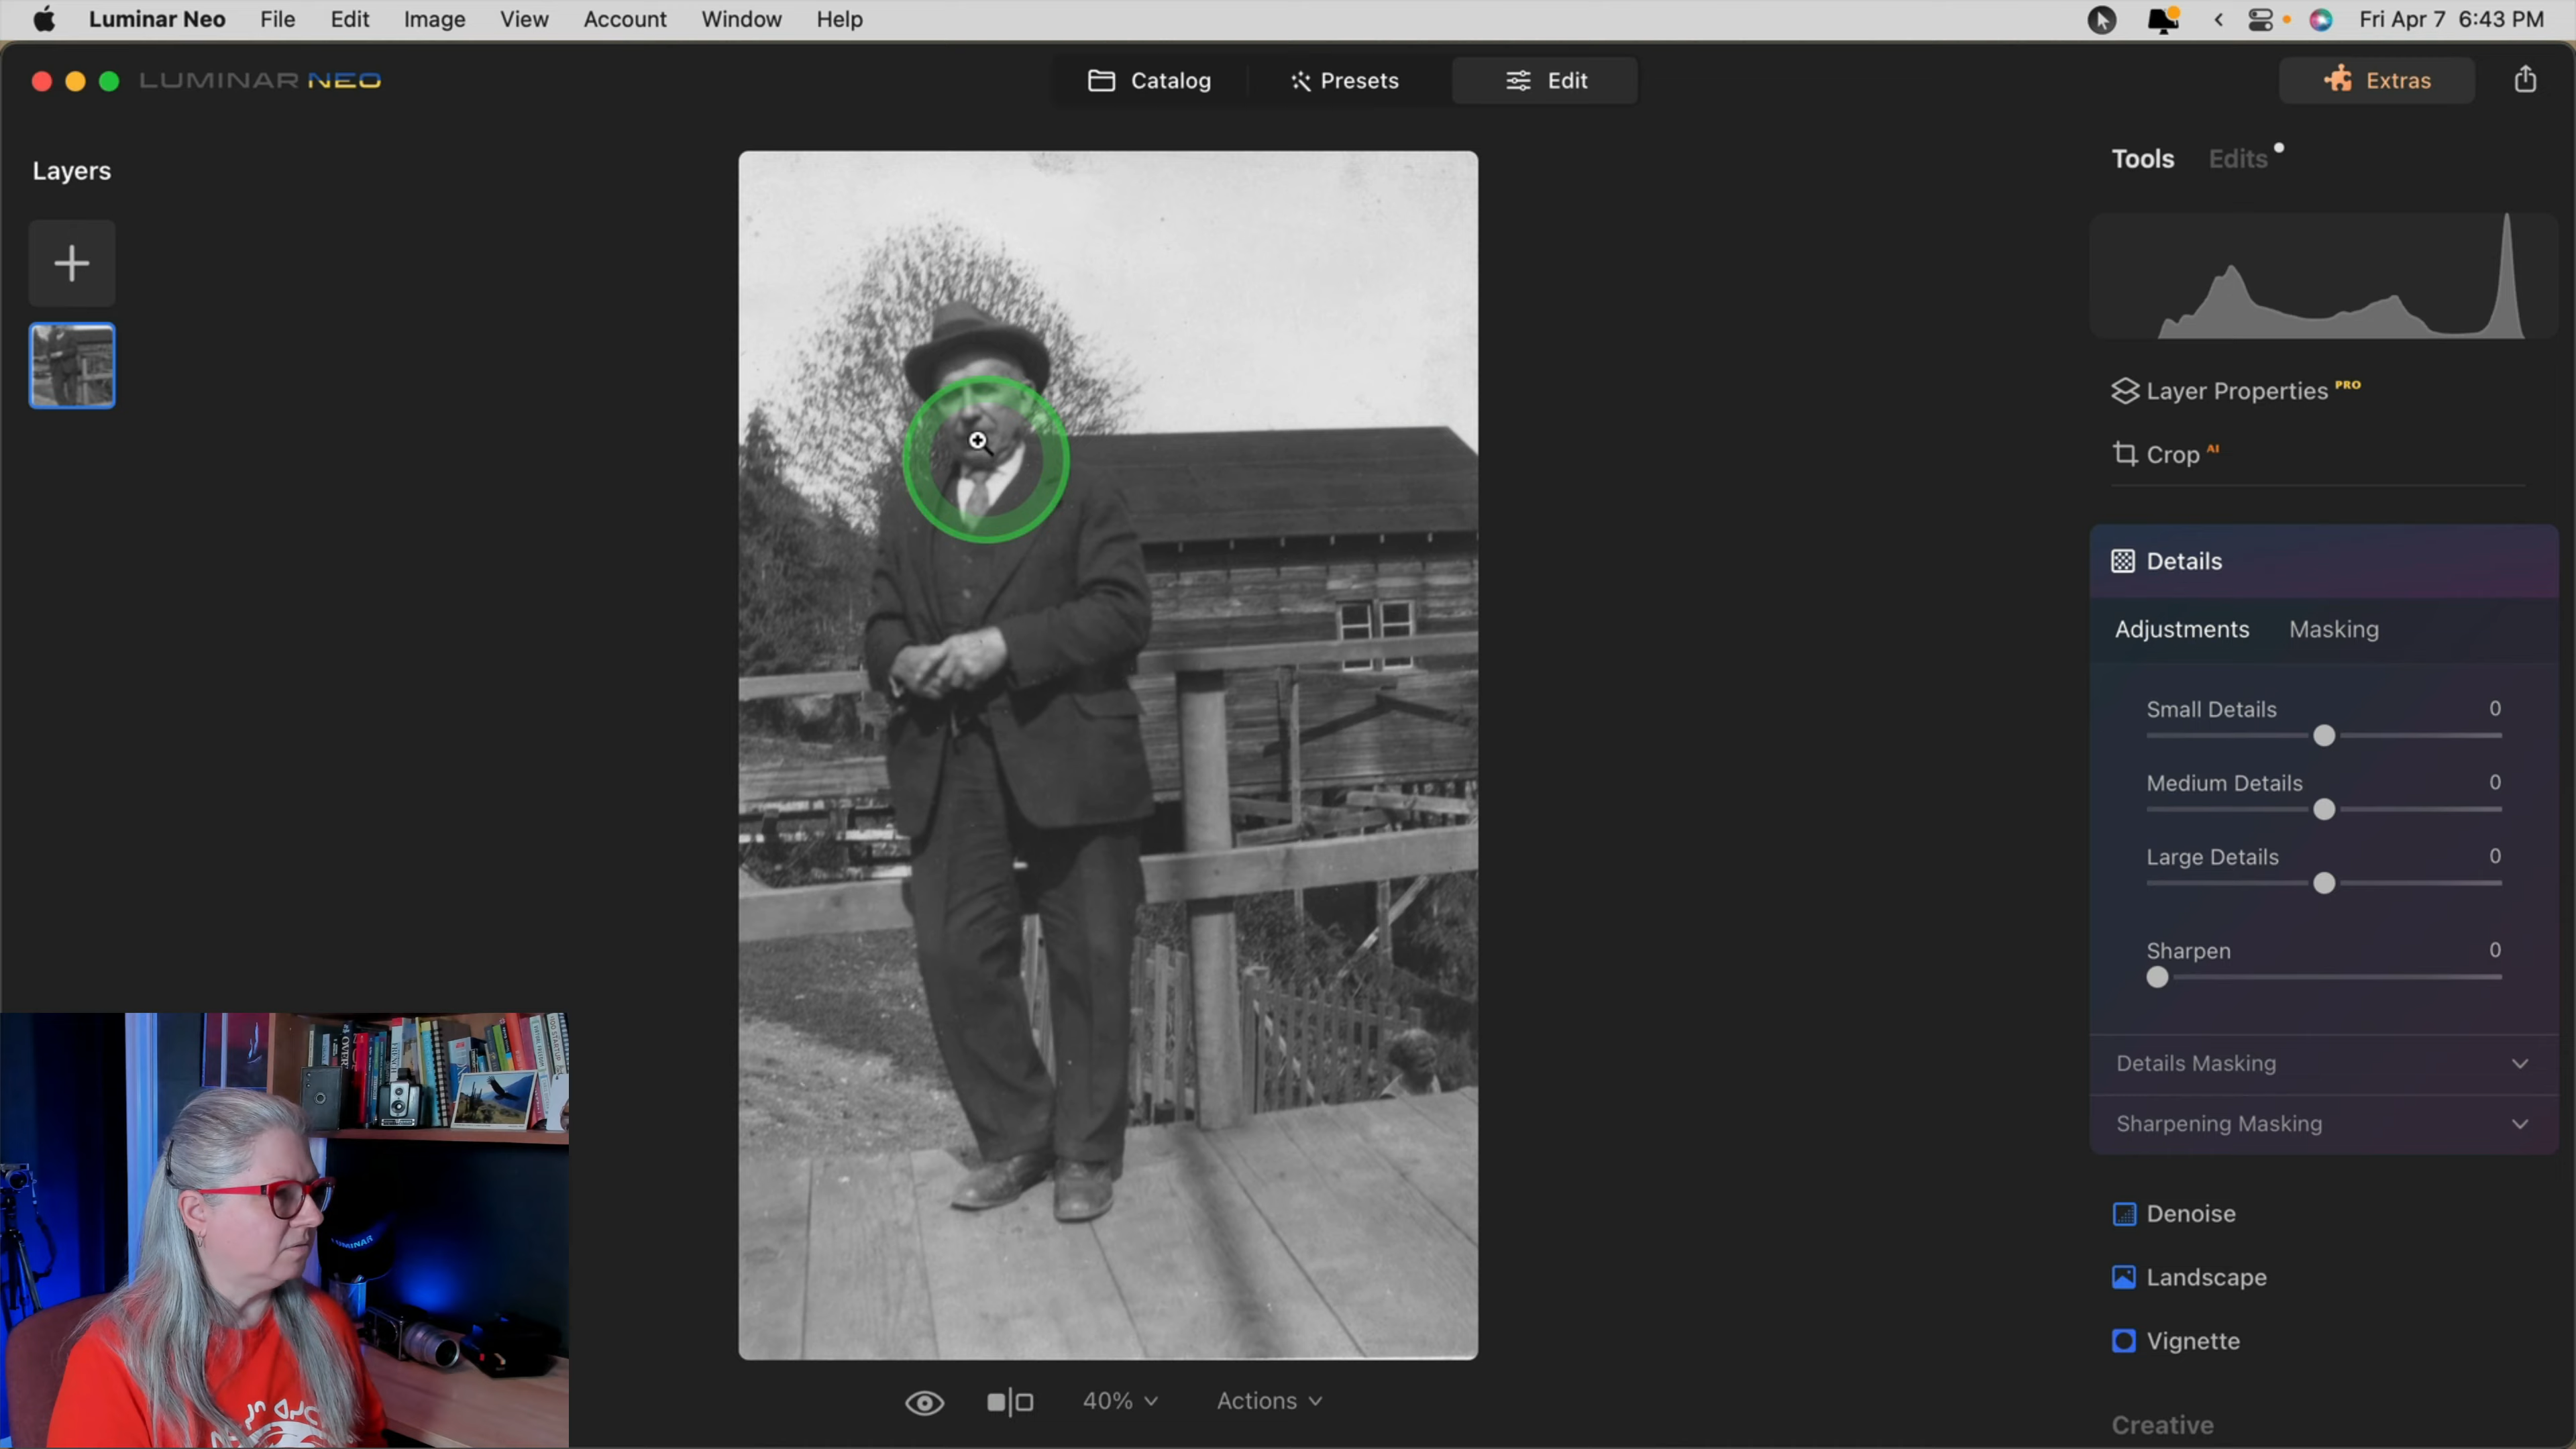 Luminar Neo File Edit Image View Account Window Help Fri Apr 7 6:43 PM
LUMINAR NEO Catalog Presets Edit Extras
Layers
Tools Edits
Layer Properties PRO
Crop AI
Details
Adjustments Masking
Small Details 0
Medium Details 0
Large Details 0
Sharpen 0
Details Masking
Sharpening Masking
Denoise
Landscape
Vignette
Creative
40% Actions
LUMINAR